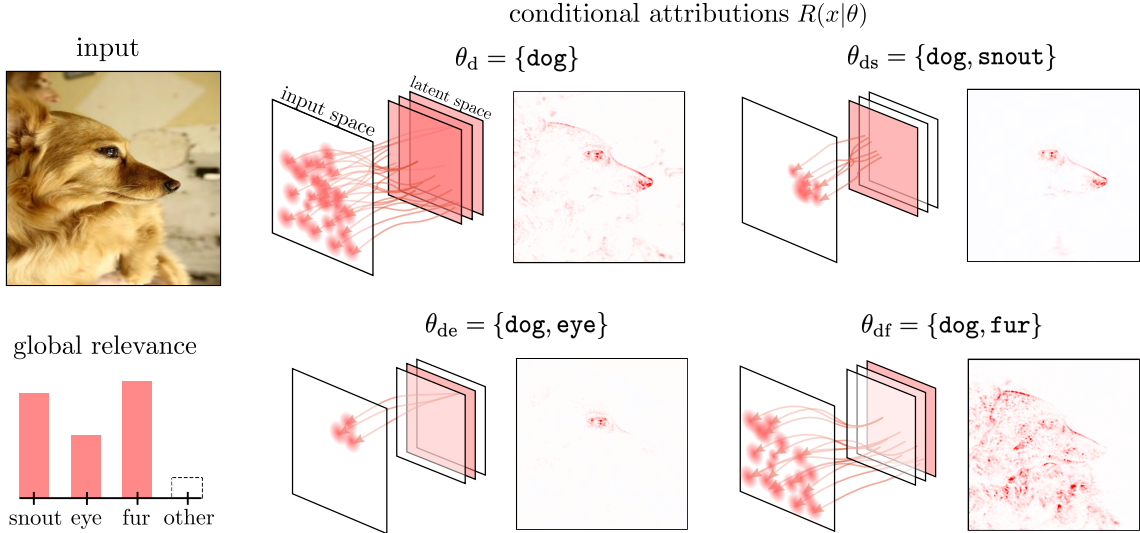 conditional attributions R(x|θ)
input
θd = {dog}
θds = {dog, snout}
input space
latent space
θde = {dog, eye}
θdf = {dog, fur}
global relevance
snout eye fur other